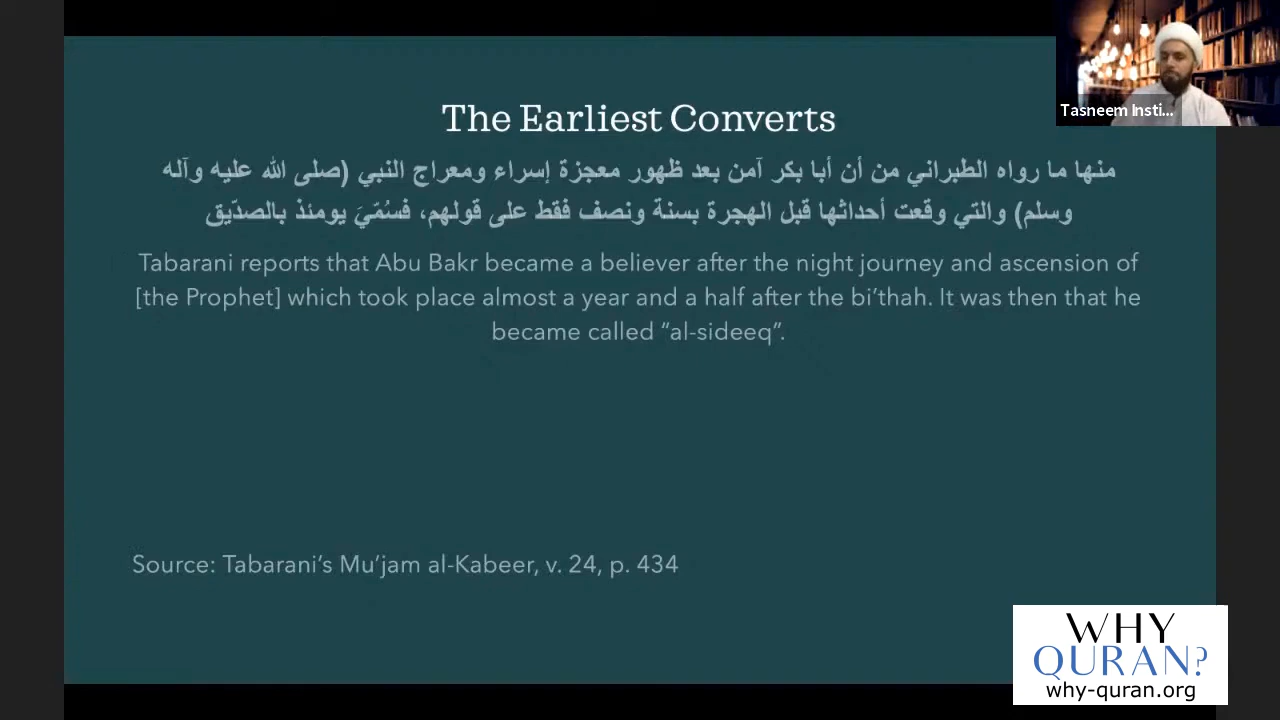 Tasneem Insti...
The Earliest Converts
منها ما رواه الطبراني من أن أبا بكر آمن بعد ظهور معجزة إسراء ومعراج النبي (صلى الله عليه وآله
وسلم) والتي وقعت أحداثها قبل الهجرة بسنة ونصف فقط على قولهم، فسُمّيَ يومئذ بالصدّيق
Tabarani reports that Abu Bakr became a believer after the night journey and ascension of
[the Prophet] which took place almost a year and a half after the bi’thah. It was then that he
became called “al-sideeq”.
Source: Tabarani’s Mu’jam al-Kabeer, v. 24, p. 434
WHY
QURAN?
why-quran.org